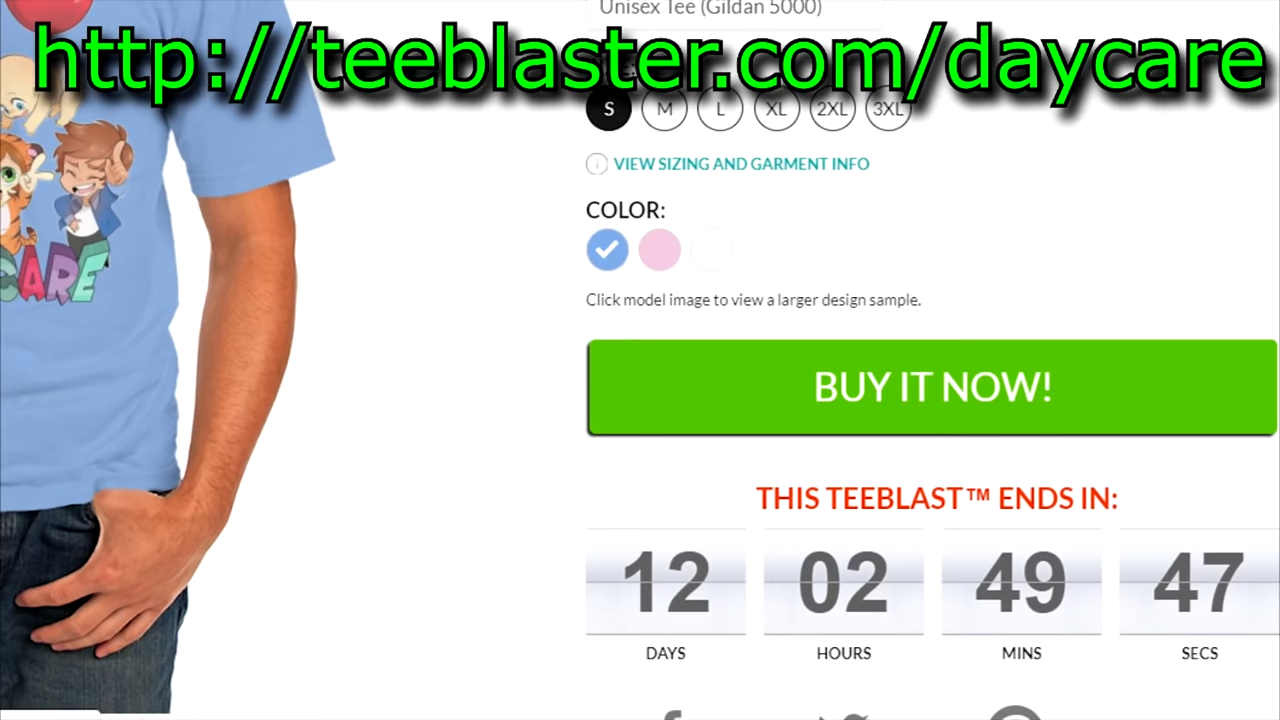 Unisex Tee (Gildan 5000)
http://teeblaster.com/daycare
S M L XL 2XL 3XL
VIEW SIZING AND GARMENT INFO
COLOR:
Click model image to view a larger design sample.
CARE
BUY IT NOW!
THIS TEEBLAST™ ENDS IN:
12 02 49 47
DAYS HOURS MINS SECS